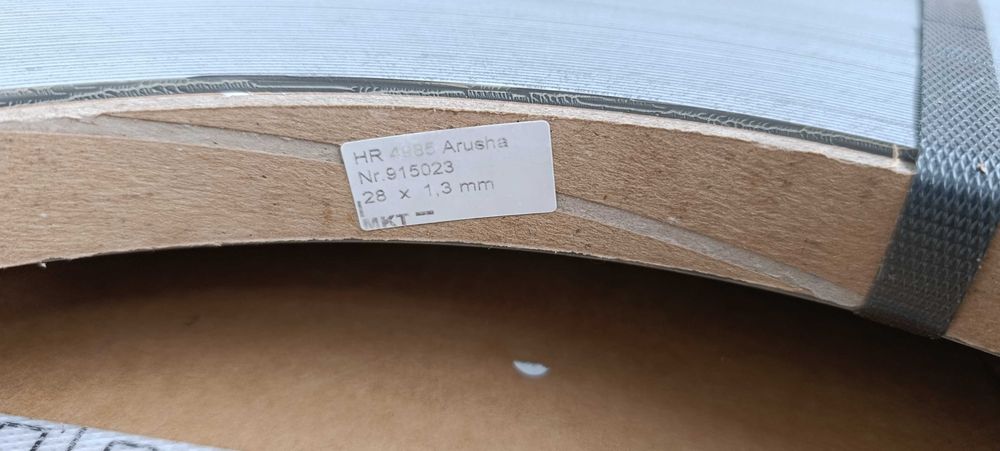 HR 4985 Arusha
Nr.915023
28 x 1,3 mm
MKT